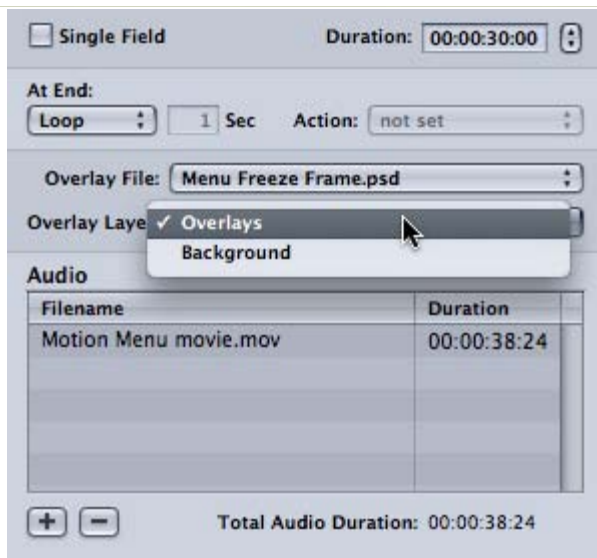 Single Field Duration: 00:00:30:00
At End:
Loop 1 Sec Action: not set
Overlay File: Menu Freeze Frame.psd
Overlay Laye ✓ Overlays
Background
Audio
Filename Duration
Motion Menu movie.mov 00:00:38:24
+ − Total Audio Duration: 00:00:38:24